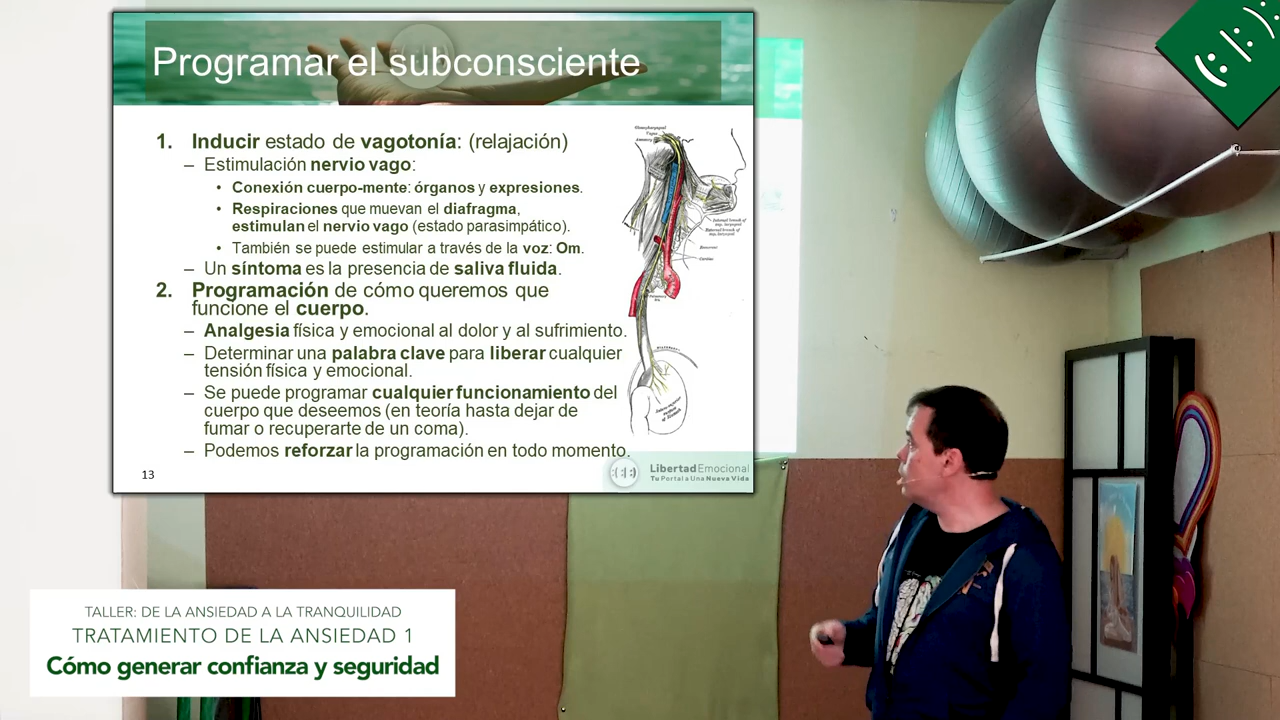 Programar el subconsciente
1. Inducir estado de vagotonía: (relajación)
– Estimulación nervio vago:
• Conexión cuerpo-mente: órganos y expresiones.
• Respiraciones que muevan el diafragma,
estimulan el nervio vago (estado parasimpático).
• También se puede estimular a través de la voz: Om.
– Un síntoma es la presencia de saliva fluida.
2. Programación de cómo queremos que
funcione el cuerpo.
– Analgesia física y emocional al dolor y al sufrimiento.
– Determinar una palabra clave para liberar cualquier
tensión física y emocional.
– Se puede programar cualquier funcionamiento del
cuerpo que deseemos (en teoría hasta dejar de
fumar o recuperarte de un coma).
– Podemos reforzar la programación en todo momento.
13
Libertad Emocional
Tu Portal a Una Nueva Vida
TALLER: DE LA ANSIEDAD A LA TRANQUILIDAD
TRATAMIENTO DE LA ANSIEDAD 1
Cómo generar confianza y seguridad